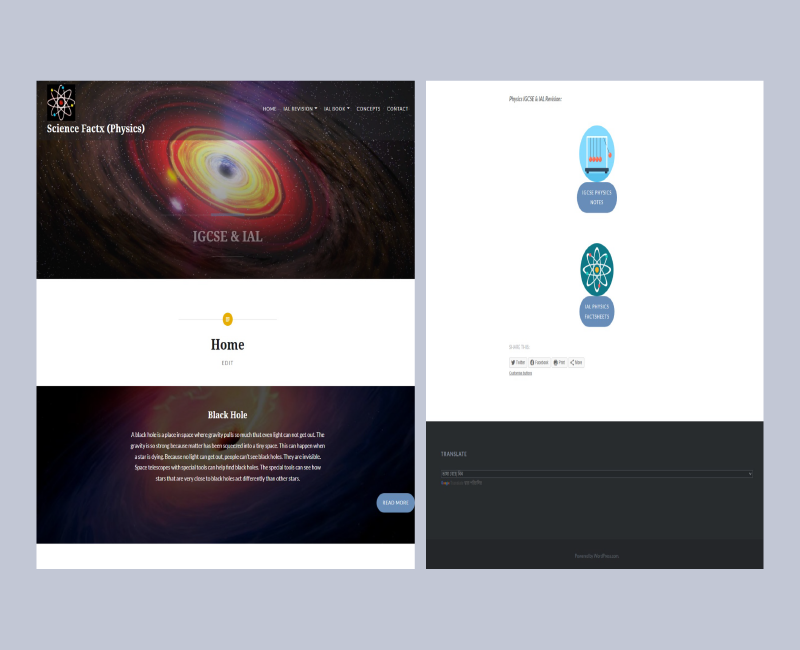 HOME IAL REVISION IAL BOOK CONCEPTS CONTACT
Science Factx (Physics)
IGCSE & IAL
Home
EDIT
Black Hole
A black hole is a place in space where gravity pulls so much that even light can not get out. The
gravity is so strong because matter has been squeezed into a tiny space. This can happen when
a star is dying. Because no light can get out, people can't see black holes. They are invisible.
Space telescopes with special tools can help find black holes. The special tools can see how
stars that are very close to black holes act differently than other stars.
READ MORE
Physics IGCSE & IAL Revision:
IGCSE PHYSICS
NOTES
IAL PHYSICS
FACTSHEETS
SHARE THIS:
Twitter Facebook Print More
Customize buttons
TRANSLATE
Powered by WordPress.com